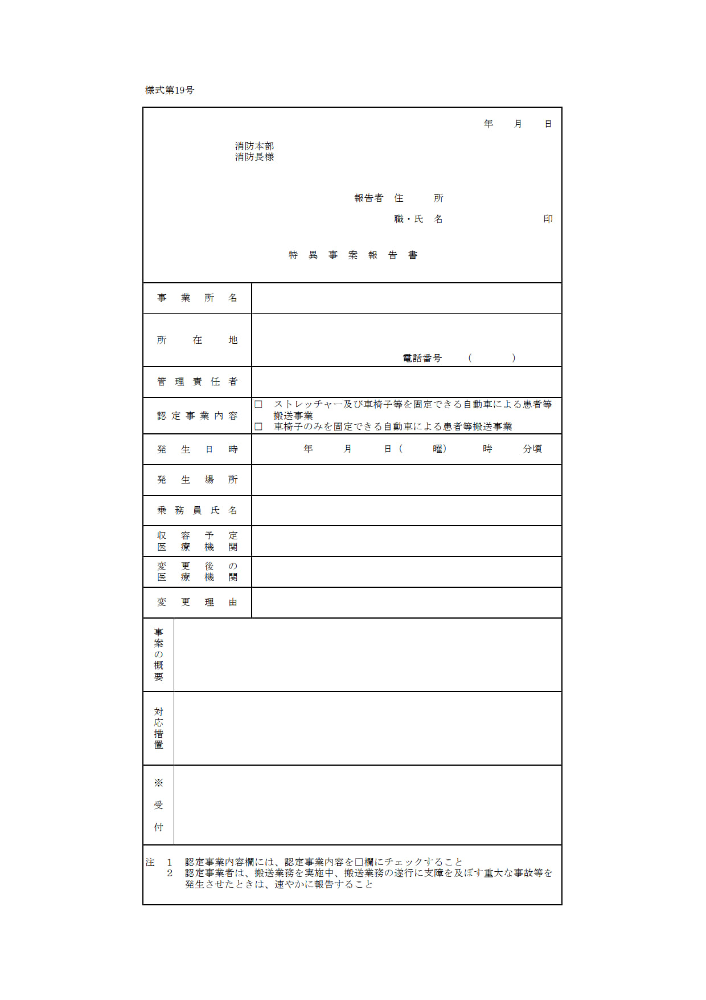 様式第19号
年　月　日
消防本部
消防長様
報告者　住　　　所
職・氏　名　　　　　印
特　異　事　案　報　告　書
事　業　所　名
所　在　地
電話番号　　（　　　　）
管理責任者
認定事業内容
□　ストレッチャー及び車椅子等を固定できる自動車による患者等
搬送事業
□　車椅子のみを固定できる自動車による患者等搬送事業
発　生　日　時
年　　　月　　　日（　　　曜）　　　時　　　分頃
発　生　場　所
乗務員氏名
収　容　予　定
医　療　機　関
変　更　後　の
医　療　機　関
変　更　理　由
事案の概要
対応措置
※受付
注　1　認定事業内容欄には、認定事業内容を□欄にチェックすること
2　認定事業者は、搬送業務を実施中、搬送業務の遂行に支障を及ぼす重大な事故等を
発生させたときは、速やかに報告すること